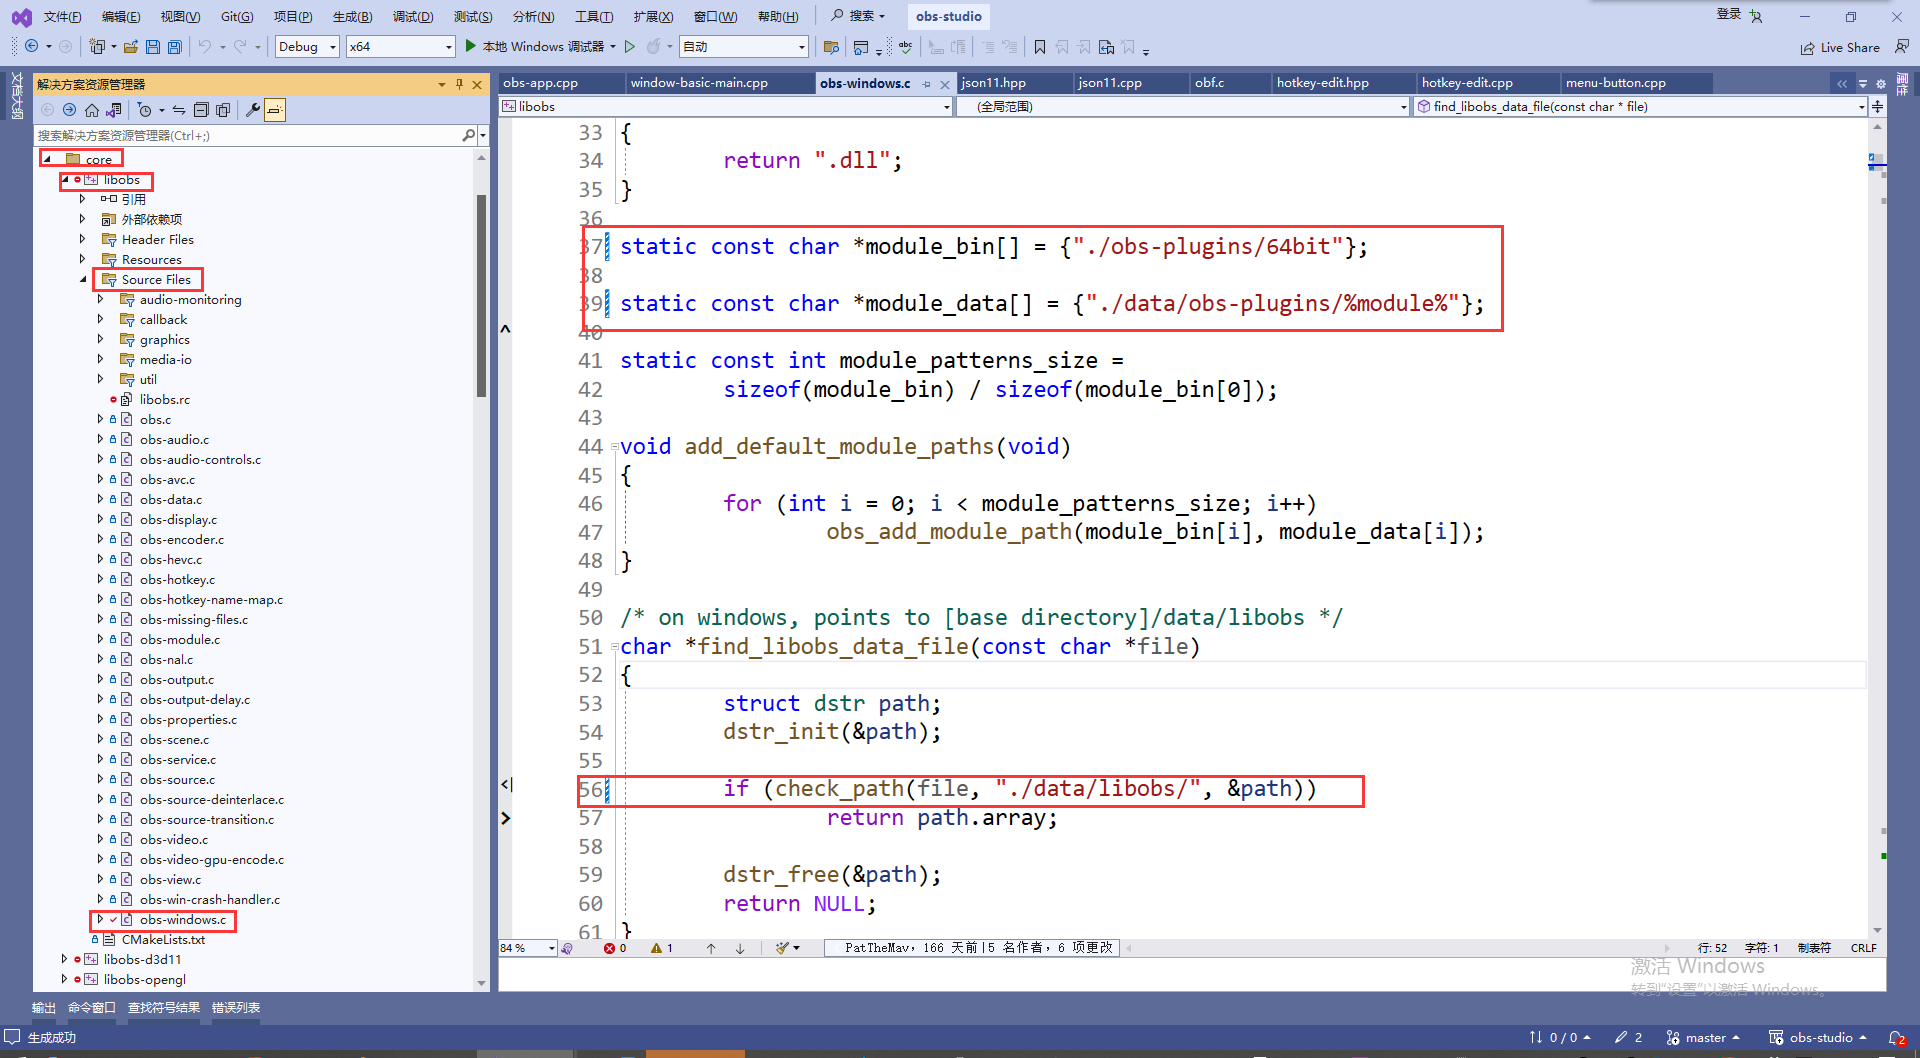 文件(F) 编辑(E) 视图(V) Git(G) 项目(P) 生成(B) 调试(D) 测试(S) 分析(N) 工具(T) 扩展(X) 窗口(W) 帮助(H) 搜索 obs-studio 登录
Debug x64 本地 Windows 调试器 自动 Live Share
文档大纲
属性
解决方案资源管理器
obs-app.cpp window-basic-main.cpp obs-windows.c json11.hpp json11.cpp obf.c hotkey-edit.hpp hotkey-edit.cpp menu-button.cpp
libobs (全局范围) find_libobs_data_file(const char * file)
搜索解决方案资源管理器(Ctrl+;)
core
libobs
引用
外部依赖项
Header Files
Resources
Source Files
audio-monitoring
callback
graphics
media-io
util
libobs.rc
obs.c
obs-audio.c
obs-audio-controls.c
obs-avc.c
obs-data.c
obs-display.c
obs-encoder.c
obs-hevc.c
obs-hotkey.c
obs-hotkey-name-map.c
obs-missing-files.c
obs-module.c
obs-nal.c
obs-output.c
obs-output-delay.c
obs-properties.c
obs-scene.c
obs-service.c
obs-source.c
obs-source-deinterlace.c
obs-source-transition.c
obs-video.c
obs-video-gpu-encode.c
obs-view.c
obs-win-crash-handler.c
obs-windows.c
CMakeLists.txt
libobs-d3d11
libobs-opengl
33 {
34 return ".dll";
35 }
36
37 static const char *module_bin[] = {"./obs-plugins/64bit"};
38
39 static const char *module_data[] = {"./data/obs-plugins/%module%"};
40
41 static const int module_patterns_size =
42 sizeof(module_bin) / sizeof(module_bin[0]);
43
44 void add_default_module_paths(void)
45 {
46 for (int i = 0; i < module_patterns_size; i++)
47 obs_add_module_path(module_bin[i], module_data[i]);
48 }
49
50 /* on windows, points to [base directory]/data/libobs */
51 char *find_libobs_data_file(const char *file)
52 {
53 struct dstr path;
54 dstr_init(&path);
55
56 if (check_path(file, "./data/libobs/", &path))
57 return path.array;
58
59 dstr_free(&path);
60 return NULL;
61 }
84 % 0 1 PatTheMav，166 天前|5 名作者，6 项更改 行: 52 字符: 1 制表符 CRLF
激活 Windows
转到"设置"以激活 Windows。
输出 命令窗口 查找符号结果 错误列表
生成成功 0 / 0 2 master obs-studio 2